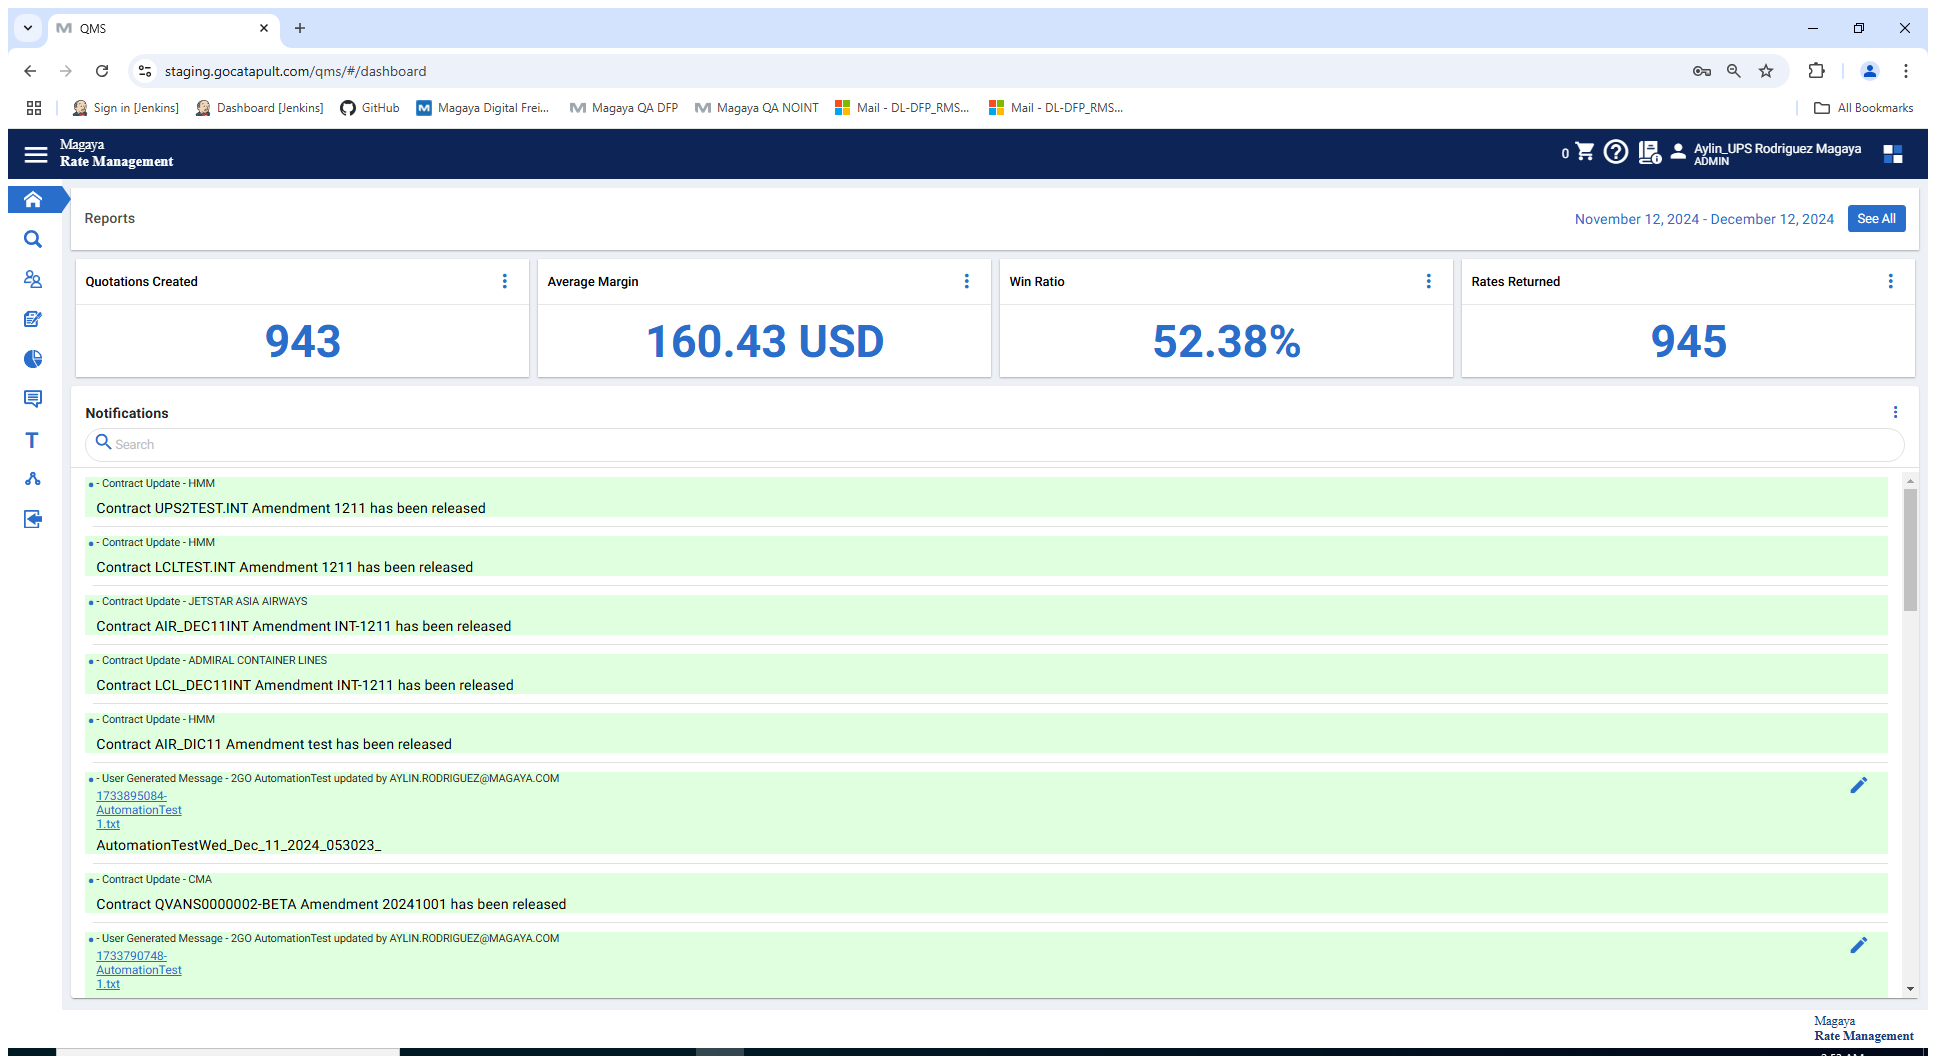 QMS
staging.gocatapult.com/qms/#/dashboard
Sign in [Jenkins]
Dashboard [Jenkins]
GitHub
Magaya Digital Frei...
Magaya QA DFP
Magaya QA NOINT
Mail - DL-DFP_RMS...
Mail - DL-DFP_RMS...
All Bookmarks
Magaya
Rate Management
0
Aylin_UPS Rodriguez Magaya
ADMIN
Reports
November 12, 2024 - December 12, 2024
See All
Quotations Created
943
Average Margin
160.43 USD
Win Ratio
52.38%
Rates Returned
945
Notifications
Search
- Contract Update - HMM
Contract UPS2TEST.INT Amendment 1211 has been released
- Contract Update - HMM
Contract LCLTEST.INT Amendment 1211 has been released
- Contract Update - JETSTAR ASIA AIRWAYS
Contract AIR_DEC11INT Amendment INT-1211 has been released
- Contract Update - ADMIRAL CONTAINER LINES
Contract LCL_DEC11INT Amendment INT-1211 has been released
- Contract Update - HMM
Contract AIR_DIC11 Amendment test has been released
- User Generated Message - 2GO AutomationTest updated by AYLIN.RODRIGUEZ@MAGAYA.COM
1733895084-
AutomationTest
1.txt
AutomationTestWed_Dec_11_2024_053023_
- Contract Update - CMA
Contract QVANS0000002-BETA Amendment 20241001 has been released
- User Generated Message - 2GO AutomationTest updated by AYLIN.RODRIGUEZ@MAGAYA.COM
1733790748-
AutomationTest
1.txt
Magaya
Rate Management